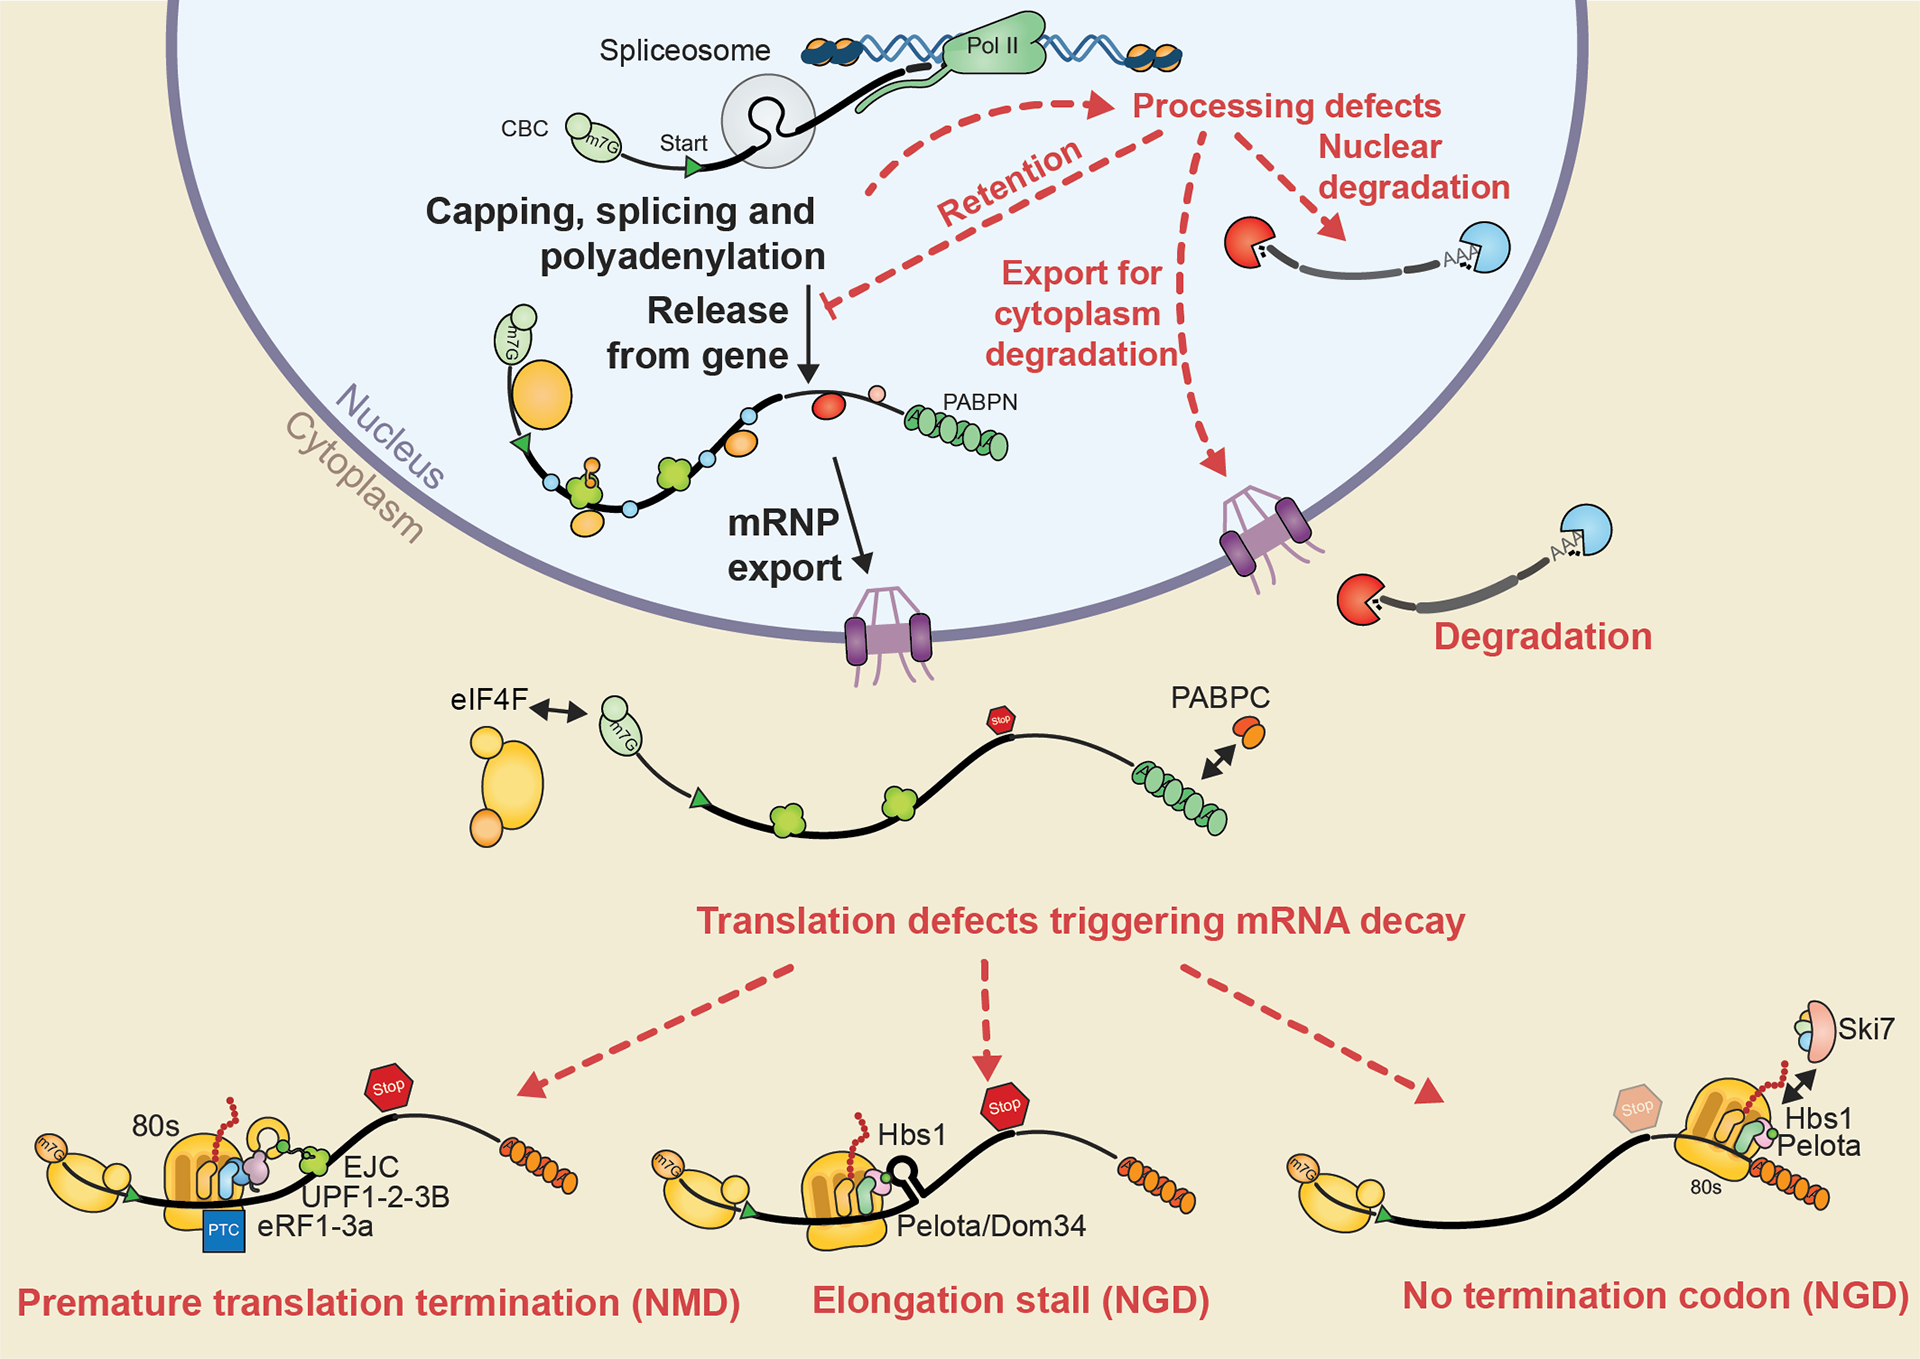 Spliceosome
Pol II
CBC
m7G
Start
Processing defects
Nuclear
degradation
Retention
Capping, splicing and
polyadenylation
AAA
Export for
cytoplasm
degradation
Release
from gene
m7G
PABPN
A A A A
Nucleus
Cytoplasm
mRNP
export
AAA
Degradation
eIF4F
m7G
Stop
PABPC
A A A A
Translation defects triggering mRNA decay
m7G
80s
Stop
EJC
UPF1-2-3B
eRF1-3a
PTC
Premature translation termination (NMD)
m7G
Hbs1
Stop
Pelota/Dom34
Elongation stall (NGD)
m7G
Stop
Ski7
Hbs1
Pelota
80s
No termination codon (NGD)